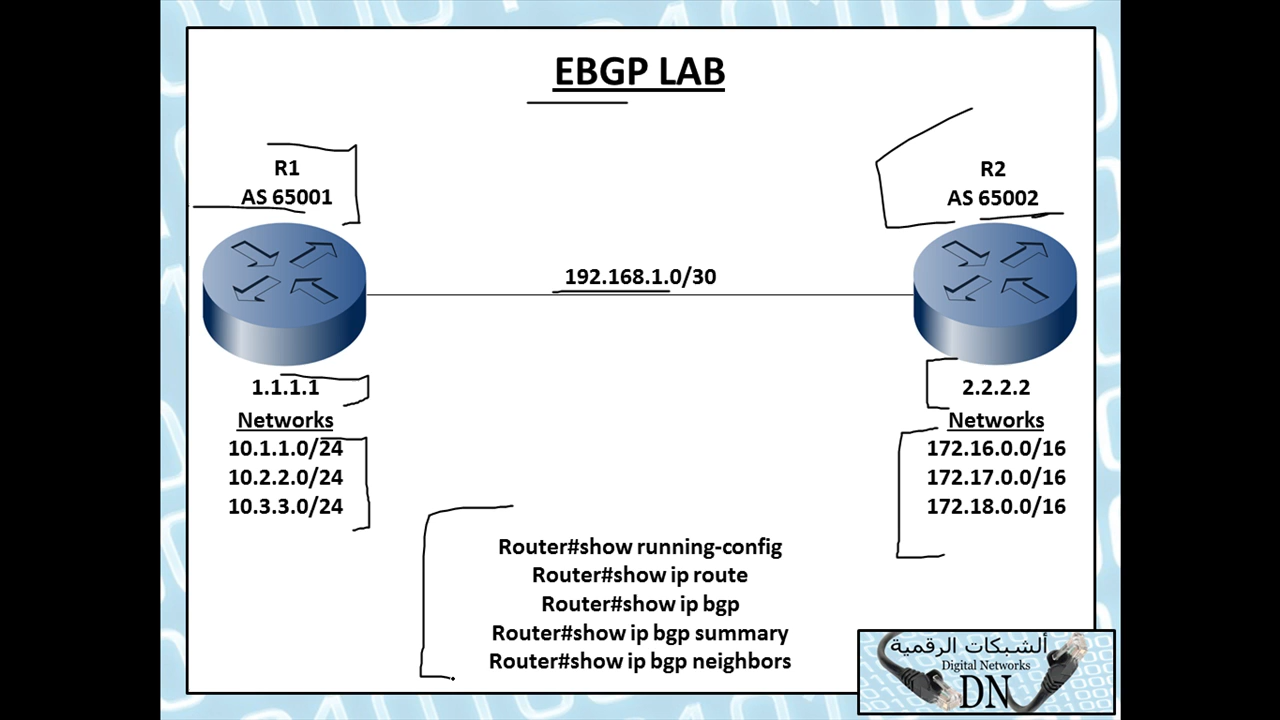 EBGP LAB
R1
AS 65001
R2
AS 65002
192.168.1.0/30
1.1.1.1
Networks
10.1.1.0/24
10.2.2.0/24
10.3.3.0/24
2.2.2.2
Networks
172.16.0.0/16
172.17.0.0/16
172.18.0.0/16
Router#show running-config
Router#show ip route
Router#show ip bgp
Router#show ip bgp summary
Router#show ip bgp neighbors
ألشبكات الرقمية
Digital Networks
DN